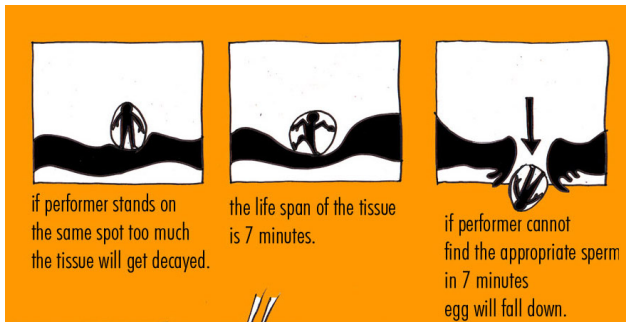 if performer stands on
the same spot too much
the tissue will get decayed.
the life span of the tissue
is 7 minutes.
if performer cannot
find the appropriate sperm
in 7 minutes
egg will fall down.